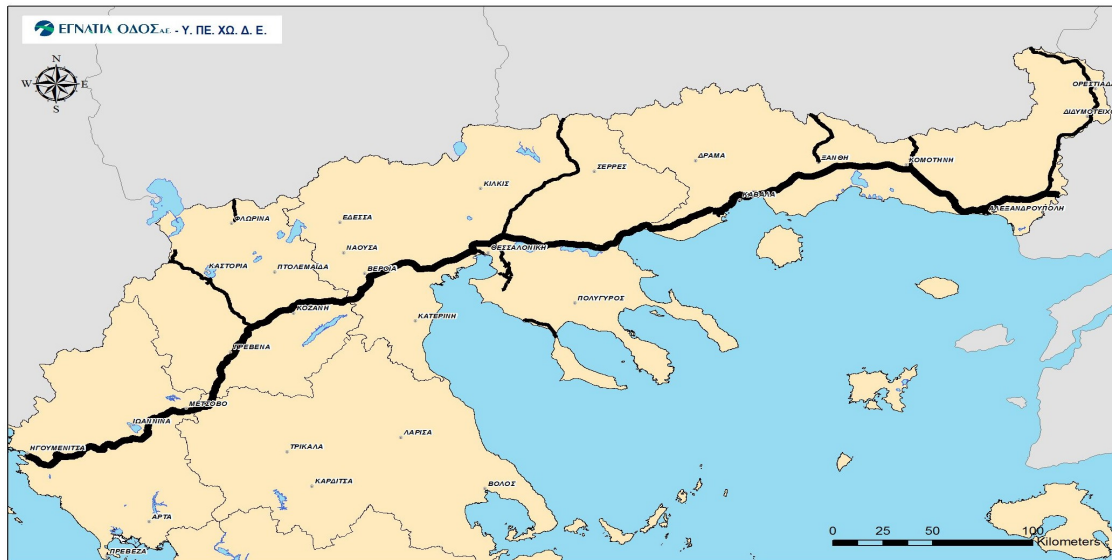 ΕΓΝΑΤΙΑ ΟΔΟΣ Α.Ε. - Υ. ΠΕ. ΧΩ. Δ. Ε.
N
W E
S
ΟΡΕΣΤΙΑΔΑ
ΔΙΔΥΜΟΤΕΙΧΟ
ΔΡΑΜΑ
ΞΑΝΘΗ
ΚΟΜΟΤΗΝΗ
ΣΕΡΡΕΣ
ΚΙΛΚΙΣ
ΚΑΒΑΛΑ
ΑΛΕΞΑΝΔΡΟΥΠΟΛΗ
ΦΛΩΡΙΝΑ
ΕΔΕΣΣΑ
ΝΑΟΥΣΑ
ΘΕΣΣΑΛΟΝΙΚΗ
ΚΑΣΤΟΡΙΑ
ΠΤΟΛΕΜΑΪΔΑ
ΒΕΡΟΙΑ
ΠΟΛΥΓΥΡΟΣ
ΚΟΖΑΝΗ
ΚΑΤΕΡΙΝΗ
ΓΡΕΒΕΝΑ
ΜΕΤΣΟΒΟ
ΙΩΑΝΝΙΝΑ
ΗΓΟΥΜΕΝΙΤΣΑ
ΛΑΡΙΣΑ
ΤΡΙΚΑΛΑ
ΚΑΡΔΙΤΣΑ
ΒΟΛΟΣ
ΑΡΤΑ
ΠΡΕΒΕΖΑ
0 25 50 100
Kilometers